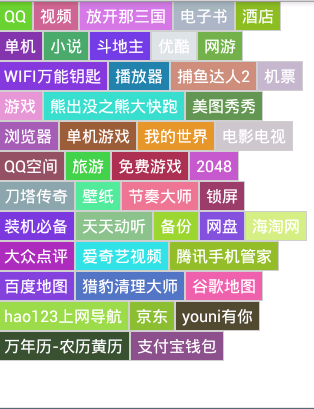 QQ 视频 放开那三国 电子书 酒店
单机 小说 斗地主 优酷 网游
WIFI万能钥匙 播放器 捕鱼达人2 机票
游戏 熊出没之熊大快跑 美图秀秀
浏览器 单机游戏 我的世界 电影电视
QQ空间 旅游 免费游戏 2048
刀塔传奇 壁纸 节奏大师 锁屏
装机必备 天天动听 备份 网盘 海淘网
大众点评 爱奇艺视频 腾讯手机管家
百度地图 猎豹清理大师 谷歌地图
hao123上网导航 京东 youni有你
万年历-农历黄历 支付宝钱包